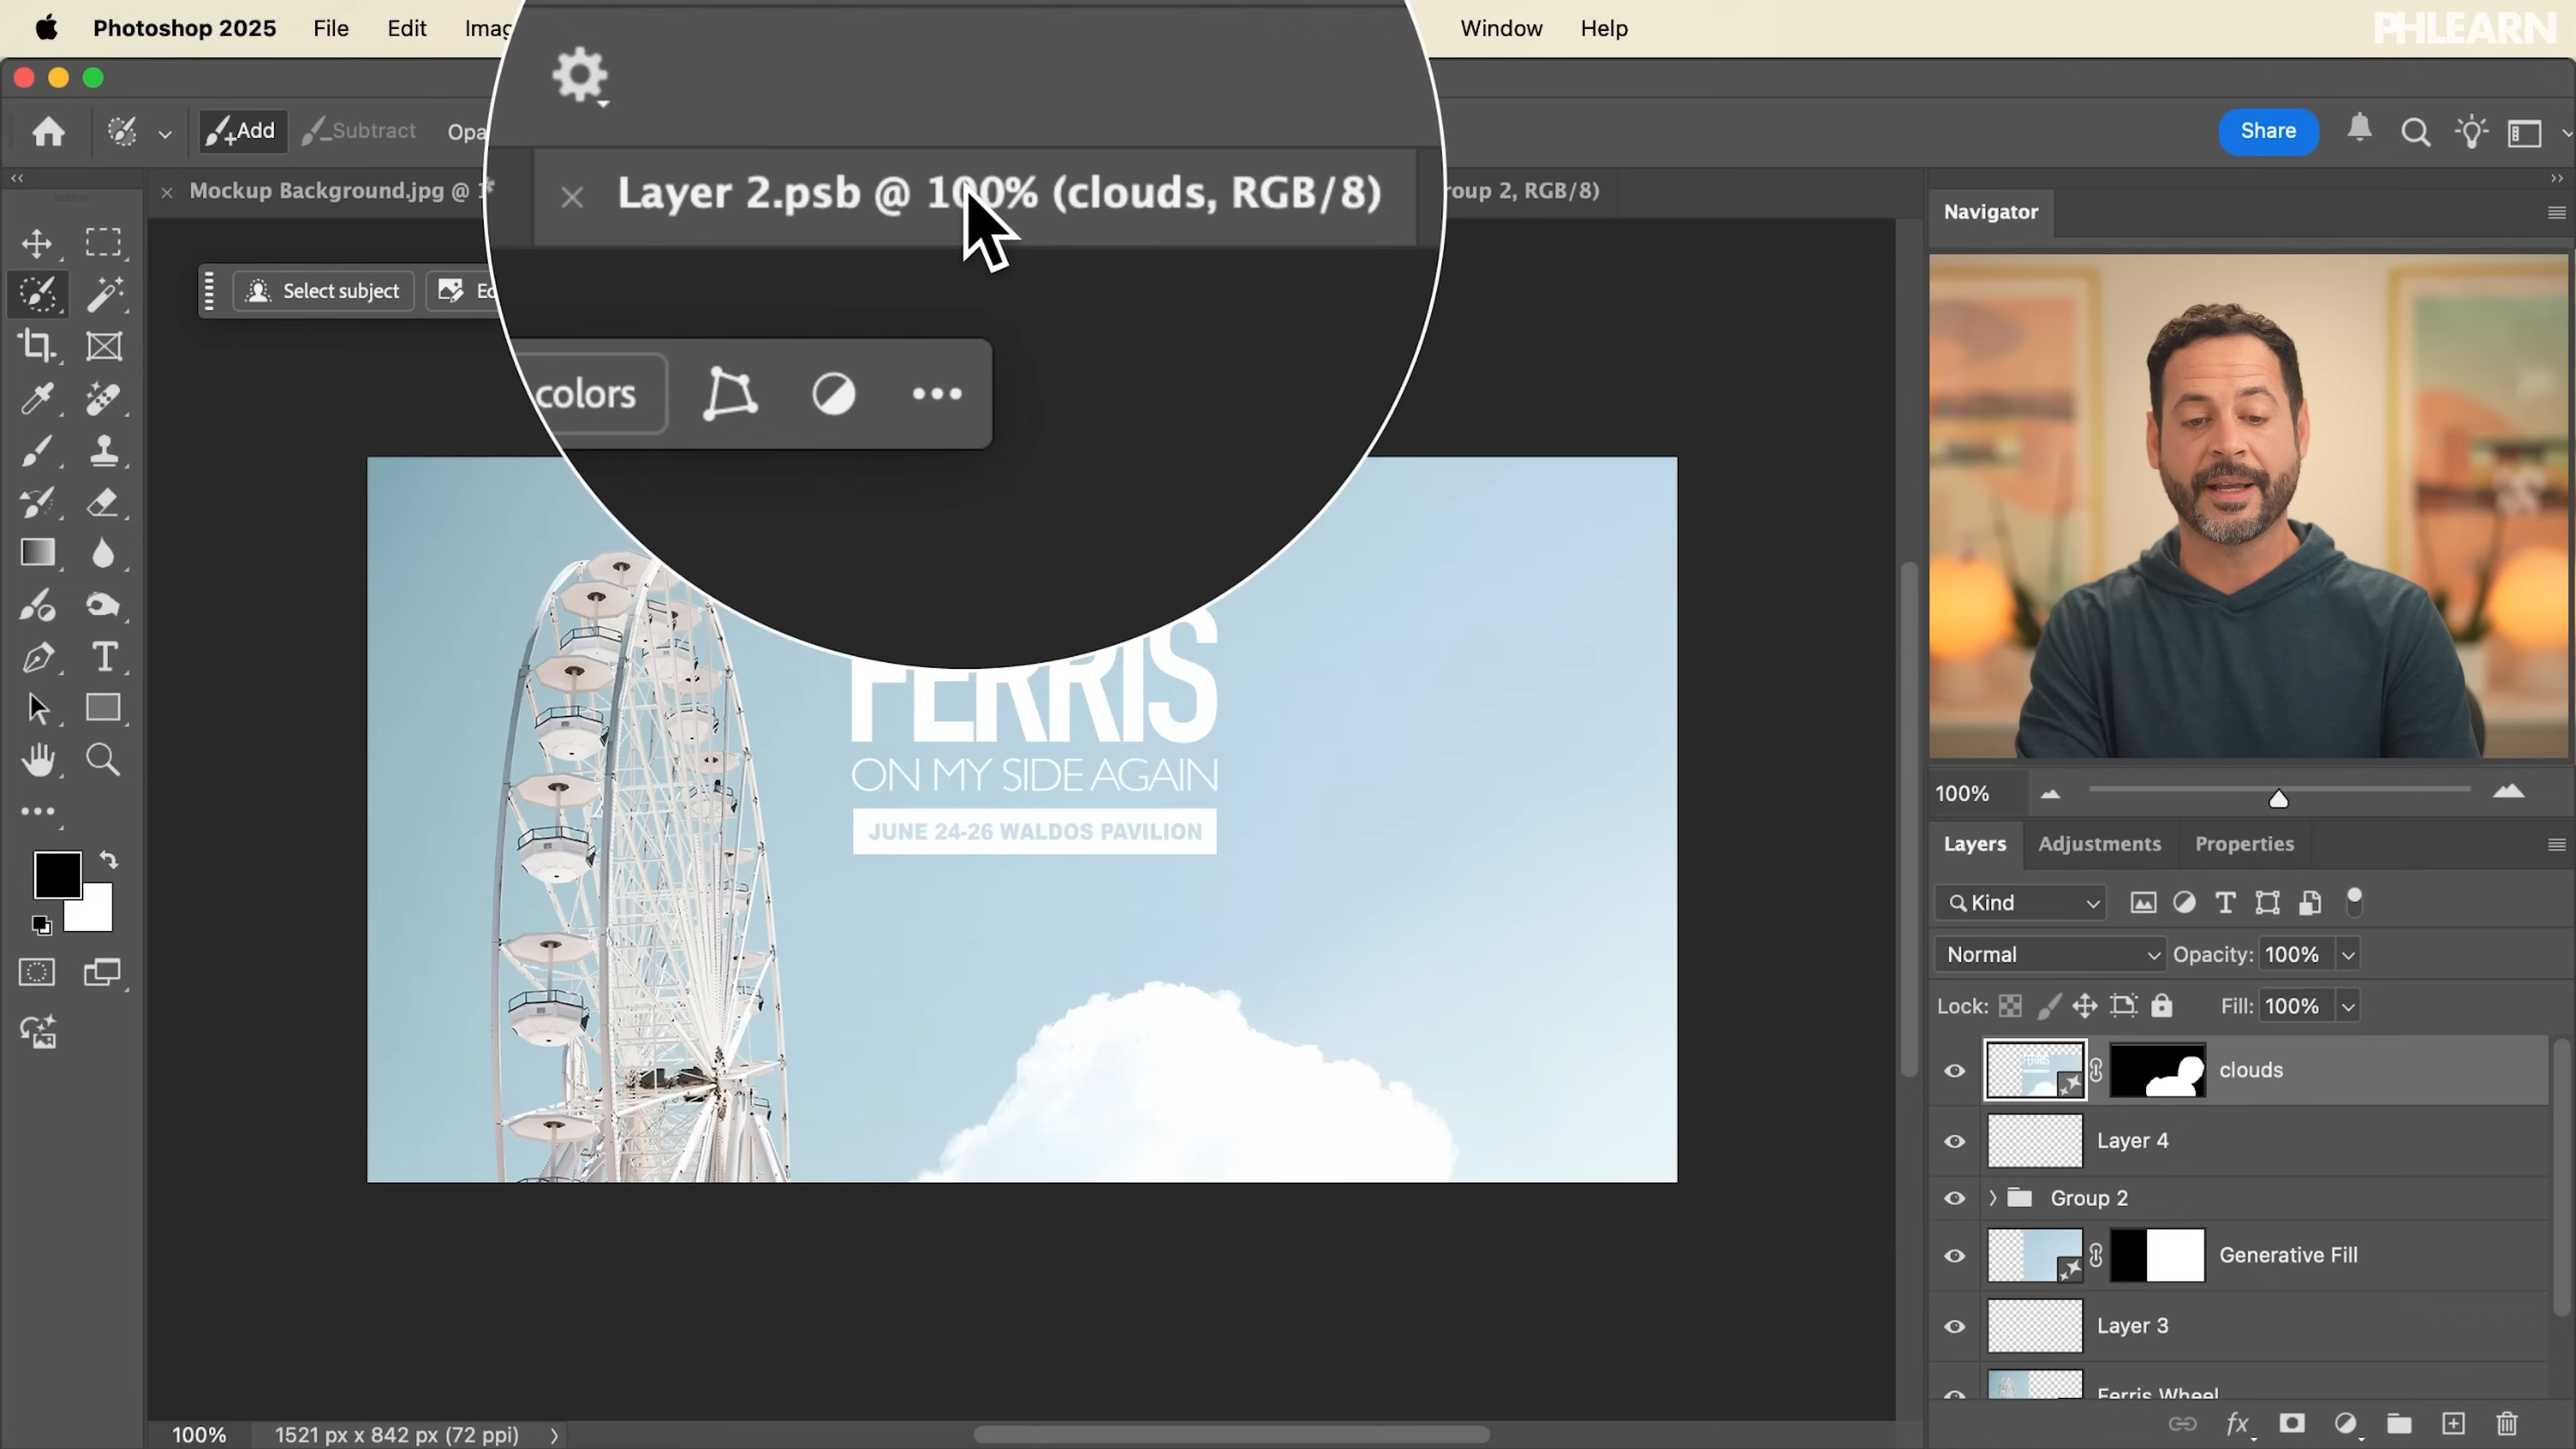 Photoshop 2025 File Edit Imag Window Help
PHLEARN
Add Subtract Opa Share
Mockup Background.jpg @ 1
Layer 2.psb @ 100% (clouds, RGB/8)
roup 2, RGB/8)
Navigator
Select subject
colors
FERRIS
ON MY SIDE AGAIN
JUNE 24-26 WALDOS PAVILION
100%
Layers Adjustments Properties
Kind
Normal Opacity: 100%
Lock: Fill: 100%
clouds
Layer 4
Group 2
Generative Fill
Layer 3
Ferris Wheel
fx
100% 1521 px x 842 px (72 ppi)